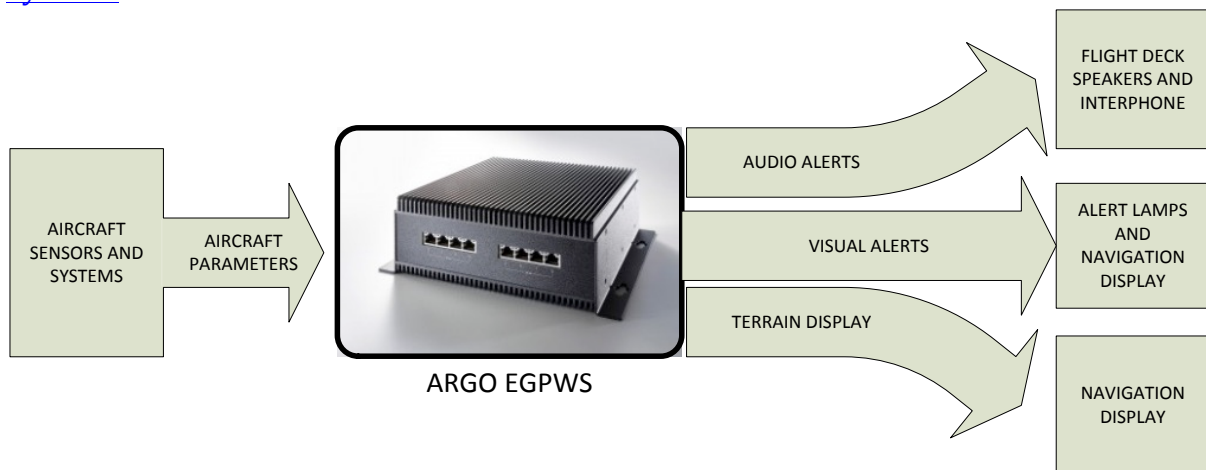 AIRCRAFT
SENSORS AND
SYSTEMS
AIRCRAFT
PARAMETERS
ARGO EGPWS
AUDIO ALERTS
VISUAL ALERTS
TERRAIN DISPLAY
FLIGHT DECK
SPEAKERS AND
INTERPHONE
ALERT LAMPS
AND
NAVIGATION
DISPLAY
NAVIGATION
DISPLAY